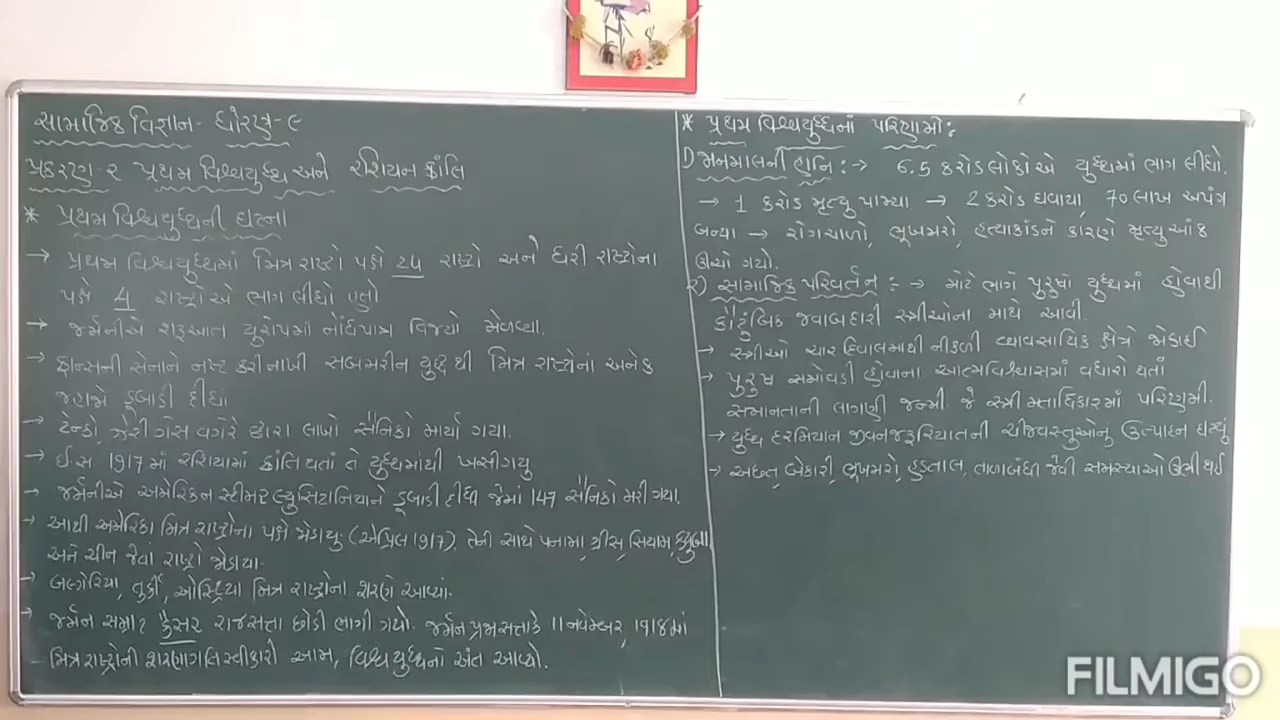 સામાજિક વિજ્ઞાન - ધોરણ - ૯
પ્રકરણ - ૨ પ્રથમ વિશ્વયુદ્ધ અને રશિયન ક્રાંતિ
* પ્રથમ વિશ્વયુદ્ધની ઘટના
→ પ્રથમ વિશ્વયુદ્ધમાં મિત્ર રાષ્ટ્રો પક્ષે ૨૫ રાષ્ટ્રો અને ધરી રાષ્ટ્રોના
પક્ષે 4 રાષ્ટ્રોએ ભાગ લીધો હતો
→ જર્મનીએ શરૂઆત યુરોપમાં નોંધપાત્ર વિજયો મેળવ્યા.
→ ફ્રાન્સની સેનાને નષ્ટ કરી નાખી સબમરીન યુદ્ધથી મિત્ર રાષ્ટ્રોનાં અનેક
જહાજો ડૂબાડી દીધાં
→ ટેન્કો, ઝેરી ગેસ વગેરે દ્વારા લાખો સૈનિકો માર્યા ગયા.
→ ઈ.સ 1917 માં રશિયામાં ક્રાંતિ થતાં તે યુદ્ધમાંથી ખસી ગયુ
→ જર્મનીએ અમેરિકન સ્ટીમર લ્યુસિટાનિયાને ડૂબાડી દીધી જેમાં 147 સૈનિકો મરી ગયા.
→ આથી અમેરિકા મિત્ર રાષ્ટ્રોના પક્ષે જોડાયુ. (એપ્રિલ 1917). તેની સાથે પનામા, ગ્રીસ, સિયામ, ક્યુબા
અને ચીન જેવાં રાષ્ટ્રો જોડાયા.
→ બલ્ગેરિયા, તુર્કી, ઓસ્ટ્રિયા મિત્ર રાષ્ટ્રોના શરણે આવ્યાં.
→ જર્મન સમ્રાટ કૈસર રાજસત્તા છોડી ભાગી ગયો. જર્મન પ્રજાસત્તાકે 11 નવેમ્બર, 1918 માં
મિત્ર રાષ્ટ્રોની શરણાગતિ સ્વીકારી આમ, વિશ્વયુદ્ધનો અંત આવ્યો.
* પ્રથમ વિશ્વયુદ્ધનાં પરિણામો :
1) જાનમાલની હાનિ :→ 6.5 કરોડ લોકોએ યુદ્ધમાં ભાગ લીધો.
→ 1 કરોડ મૃત્યુ પામ્યા → 2 કરોડ ઘવાયા, 70 લાખ અપંગ
બન્યા → રોગચાળો, ભૂખમરો, હત્યાકાંડને કારણે મૃત્યુ આંક
ઊંચો ગયો.
૨) સામાજિક પરિવર્તન :→ મોટે ભાગે પુરુષો યુદ્ધમાં હોવાથી
કૌટુંબિક જવાબદારી સ્ત્રીઓના માથે આવી.
→ સ્ત્રીઓ ચાર દિવાલમાથી નીકળી વ્યાવસાયિક ક્ષેત્રે જોડાઈ
→ પુરુષ સમોવડી હોવાના આત્મવિશ્વાસમાં વધારો થતાં
સમાનતાની લાગણી જન્મી. જે સ્ત્રી મતાધિકારમાં પરિણમી.
→ યુદ્ધ દરમિયાન જીવનજરૂરિયાતની ચીજવસ્તુઓનુ ઉત્પાદન ઘટ્યું
→ અછત, બેકારી, ભૂખમરો, હડતાલ, તાળાબંધી જેવી સમસ્યાઓ ઊભી થઈ
FILMIGO